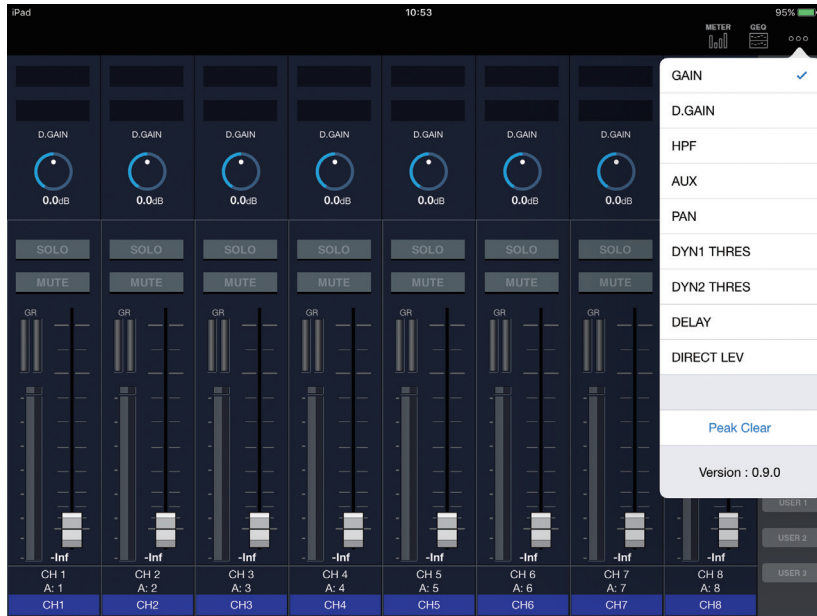 iPad 10:53 95%
METER GEQ
GAIN
D.GAIN
HPF
AUX
PAN
DYN1 THRES
DYN2 THRES
DELAY
DIRECT LEV
Peak Clear
Version : 0.9.0
D.GAIN D.GAIN D.GAIN D.GAIN D.GAIN D.GAIN D.GAIN
0.0dB 0.0dB 0.0dB 0.0dB 0.0dB 0.0dB 0.0dB
SOLO SOLO SOLO SOLO SOLO SOLO SOLO
MUTE MUTE MUTE MUTE MUTE MUTE MUTE
GR GR GR GR GR GR GR
USER 1
USER 2
-Inf -Inf -Inf -Inf -Inf -Inf -Inf -Inf
CH 1 CH 2 CH 3 CH 4 CH 5 CH 6 CH 7 CH 8 USER 3
A: 1 A: 2 A: 3 A: 4 A: 5 A: 6 A: 7 A: 8
CH1 CH2 CH3 CH4 CH5 CH6 CH7 CH8